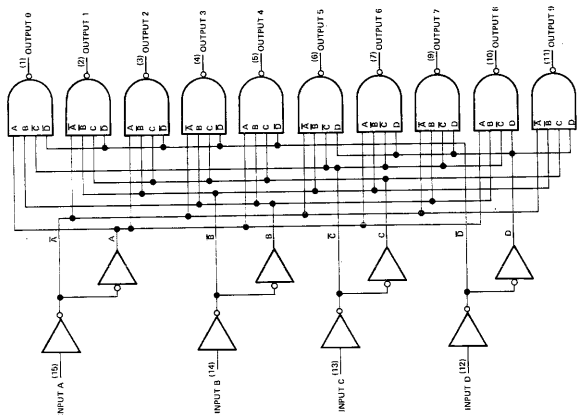 (1) OUTPUT 0
(2) OUTPUT 1
(3) OUTPUT 2
(4) OUTPUT 3
(5) OUTPUT 4
(6) OUTPUT 5
(7) OUTPUT 6
(9) OUTPUT 7
(10) OUTPUT 8
(11) OUTPUT 9
A B C̅ D̅
A̅ B̅ C D̅
A B̅ C D̅
A̅ B C D̅
A B C D̅
A̅ B̅ C̅ D
A B̅ C̅ D
A̅ B C̅ D
A B C̅ D
A̅ B̅ C D
A̅
A
B̅
B
C̅
C
D̅
D
INPUT A (15)
INPUT B (14)
INPUT C (13)
INPUT D (12)